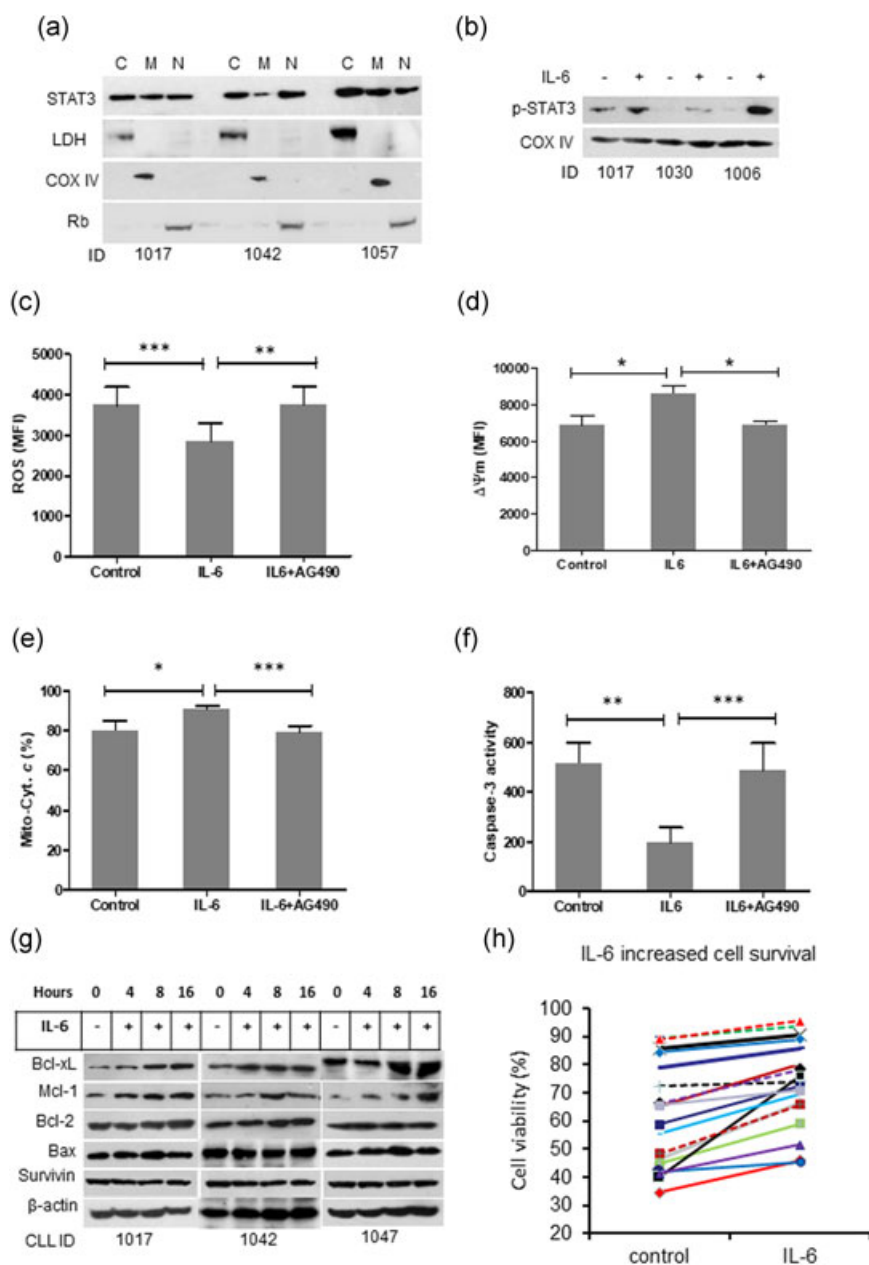 (a)
C M N C M N C M N
STAT3
LDH
COX IV
Rb
ID 1017 1042 1057
(b)
IL-6 - + - + - +
p-STAT3
COX IV
ID 1017 1030 1006
(c)
*** **
5000
4000
3000
2000
1000
0
ROS (MFI)
Control IL-6 IL6+AG490
(d)
* *
10000
8000
6000
4000
2000
0
ΔΨm (MFI)
Control IL6 IL6+AG490
(e)
* ***
100
80
60
40
20
0
Mito-Cyt. c (%)
Control IL-6 IL-6+AG490
(f)
** ***
800
600
400
200
0
Caspase-3 activity
Control IL6 IL6+AG490
(g)
Hours 0 4 8 16 0 4 8 16 0 4 8 16
IL-6 - + + + - + + + - + + +
Bcl-xL
Mcl-1
Bcl-2
Bax
Survivin
β-actin
CLL ID 1017 1042 1047
(h)
IL-6 increased cell survival
100
90
80
70
60
50
40
30
20
Cell viability (%)
control IL-6